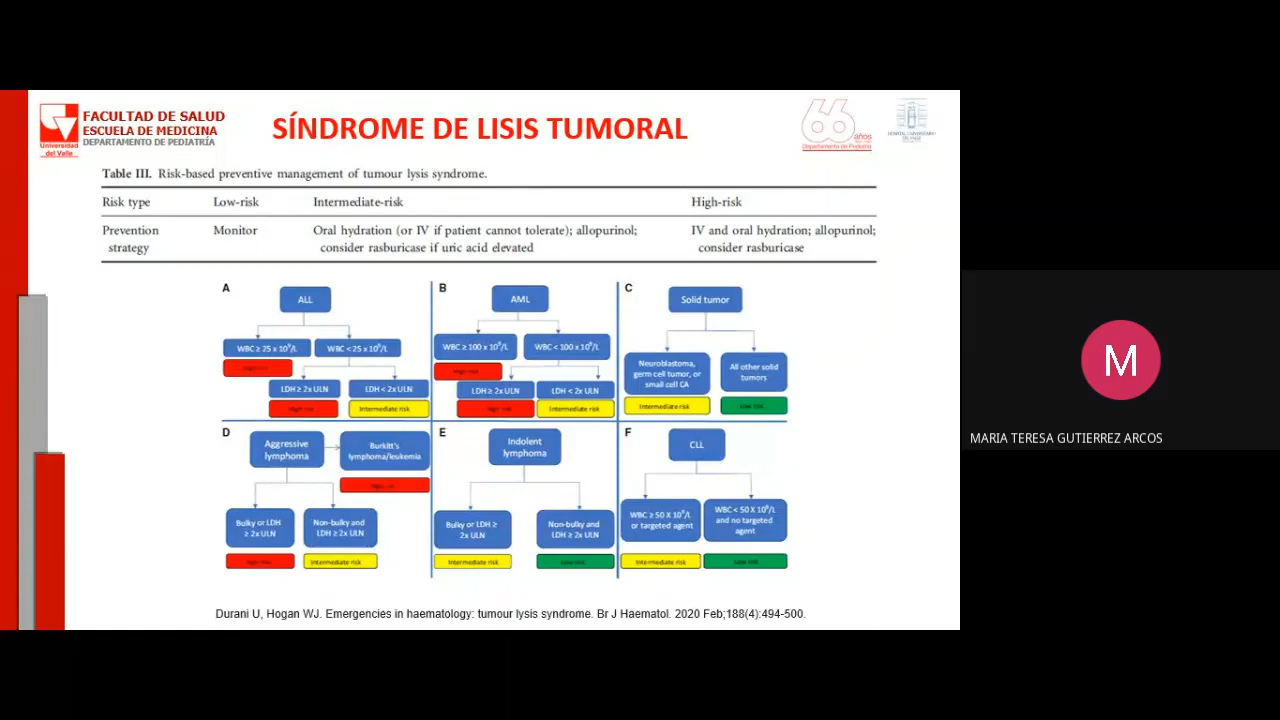 FACULTAD DE SALUD
ESCUELA DE MEDICINA
DEPARTAMENTO DE PEDIATRÍA
Universidad
del Valle
SÍNDROME DE LISIS TUMORAL
66
años
Departamento de Pediatría
Table III. Risk-based preventive management of tumour lysis syndrome.
Risk type Low-risk Intermediate-risk High-risk
Prevention strategy Monitor Oral hydration (or IV if patient cannot tolerate); allopurinol; consider rasburicase if uric acid elevated IV and oral hydration; allopurinol; consider rasburicase
A
ALL
WBC ≥ 25 x 10⁹/L
WBC < 25 x 10⁹/L
High risk
LDH ≥ 2x ULN
LDH < 2x ULN
High risk
Intermediate risk
B
AML
WBC ≥ 100 x 10⁹/L
WBC < 100 x 10⁹/L
High risk
LDH ≥ 2x ULN
LDH < 2x ULN
High risk
Intermediate risk
C
Solid tumor
Neuroblastoma,
germ cell tumor, or
small cell CA
All other solid
tumors
Intermediate risk
Low risk
D
Aggressive
lymphoma
Burkitt's
lymphoma/leukemia
Bulky or LDH
≥ 2x ULN
Non-bulky and
LDH ≥ 2x ULN
High risk
Intermediate risk
E
Indolent
lymphoma
Bulky or LDH ≥
2x ULN
Non-bulky and
LDH ≥ 2x ULN
Intermediate risk
Low risk
F
CLL
WBC ≥ 50 X 10⁹/L
or targeted agent
WBC < 50 X 10⁹/L
and no targeted
agent
Intermediate risk
Low risk
Durani U, Hogan WJ. Emergencies in haematology: tumour lysis syndrome. Br J Haematol. 2020 Feb;188(4):494-500.
M
MARIA TERESA GUTIERREZ ARCOS